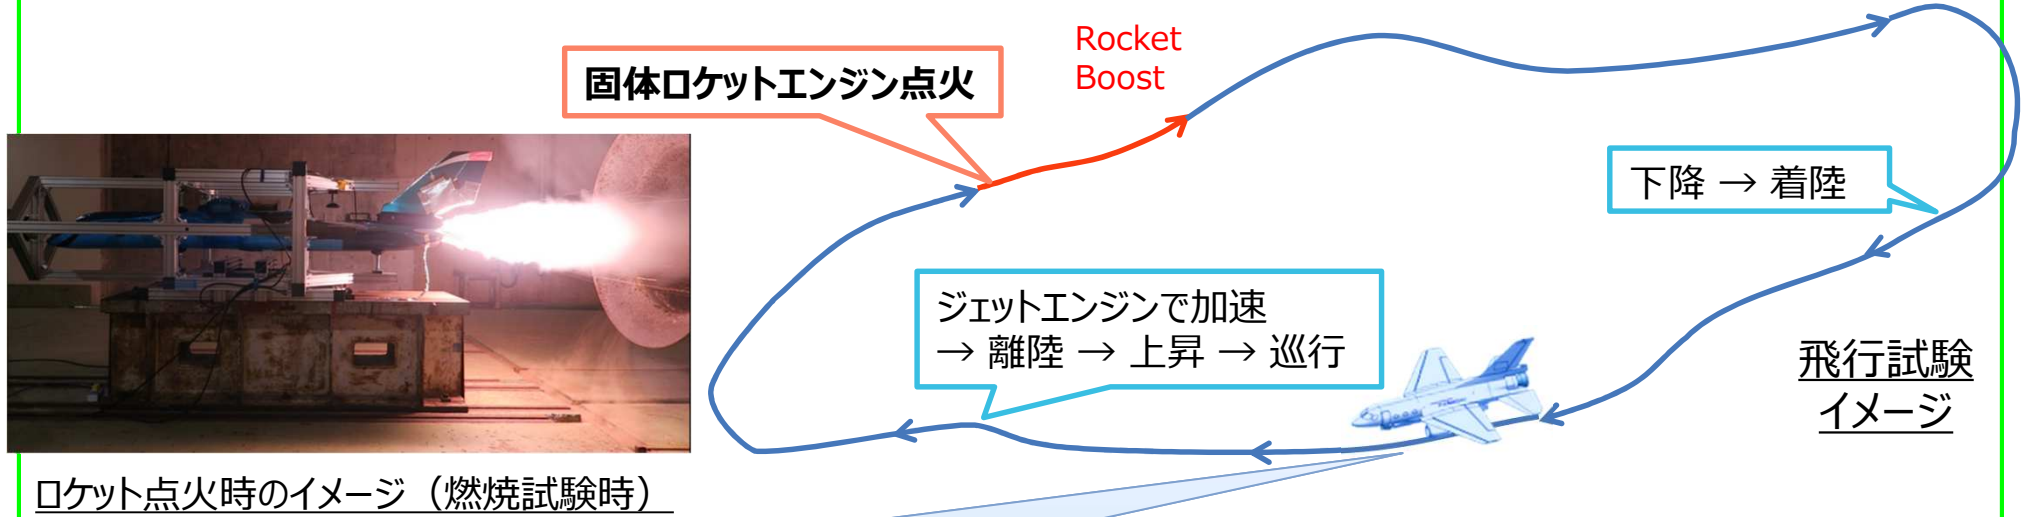 Rocket
Boost
固体ロケットエンジン点火
下降 → 着陸
ジェットエンジンで加速
→ 離陸 → 上昇 → 巡行
飛行試験
イメージ
ロケット点火時のイメージ（燃焼試験時）